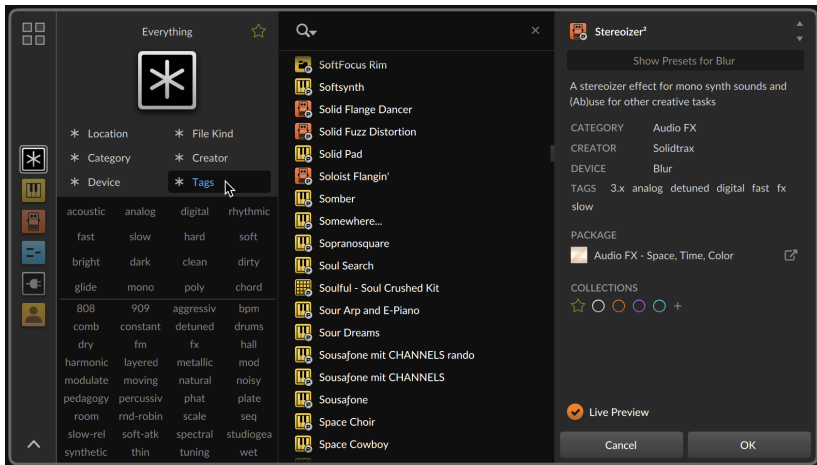 Everything
Location
File Kind
Category
Creator
Device
Tags
acoustic analog digital rhythmic
fast slow hard soft
bright dark clean dirty
glide mono poly chord
808 909 aggressiv bpm
comb constant detuned drums
dry fm fx hall
harmonic layered metallic mod
modulate moving natural noisy
pedagogy percussiv phat plate
room rnd-robin scale seq
slow-rel soft-atk spectral studiogea
synthetic thin tuning wet
SoftFocus Rim
Softsynth
Solid Flange Dancer
Solid Fuzz Distortion
Solid Pad
Soloist Flangin'
Somber
Somewhere...
Sopranosquare
Soul Search
Soulful - Soul Crushed Kit
Sour Arp and E-Piano
Sour Dreams
Sousafone mit CHANNELS rando
Sousafone mit CHANNELS
Sousafone
Space Choir
Space Cowboy
Stereoizer²
Show Presets for Blur
A stereoizer effect for mono synth sounds and
(Ab)use for other creative tasks
CATEGORY Audio FX
CREATOR Solidtrax
DEVICE Blur
TAGS 3.x analog detuned digital fast fx
slow
PACKAGE
Audio FX - Space, Time, Color
COLLECTIONS
Live Preview
Cancel
OK